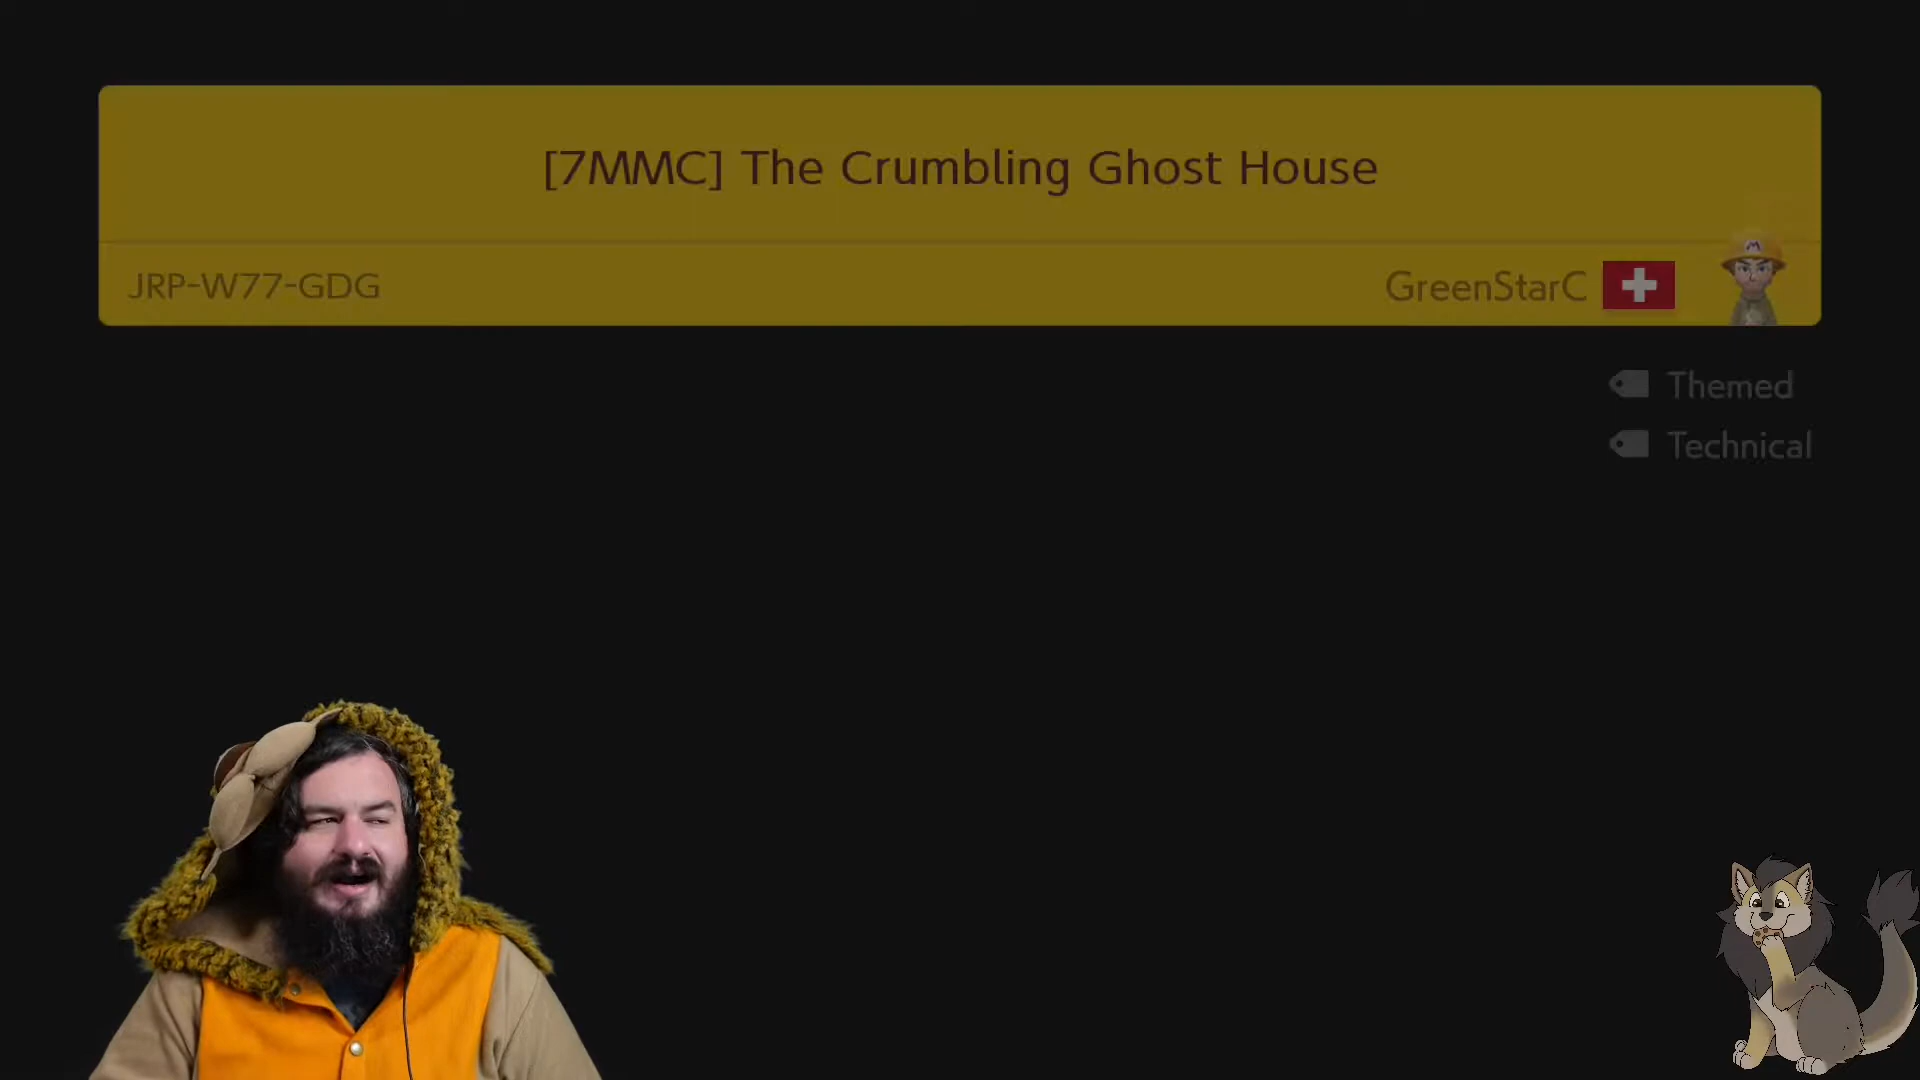 [7MMC] The Crumbling Ghost House
JRP-W77-GDG
GreenStarC
Themed
Technical